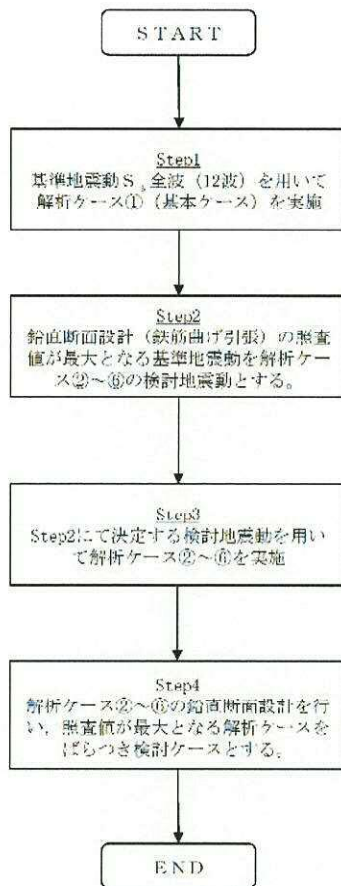 START
Step1
基準地震動Ｓｓ全波（12波）を用いて
解析ケース①（基本ケース）を実施
Step2
鉛直断面設計（鉄筋曲げ引張）の照査
値が最大となる基準地震動を解析ケー
ス②～⑥の検討地震動とする。
Step3
Step2にて決定する検討地震動を用い
て解析ケース②～⑥を実施
Step4
解析ケース②～⑥の鉛直断面設計を行
い，照査値が最大となる解析ケースを
ばらつき検討ケースとする。
END